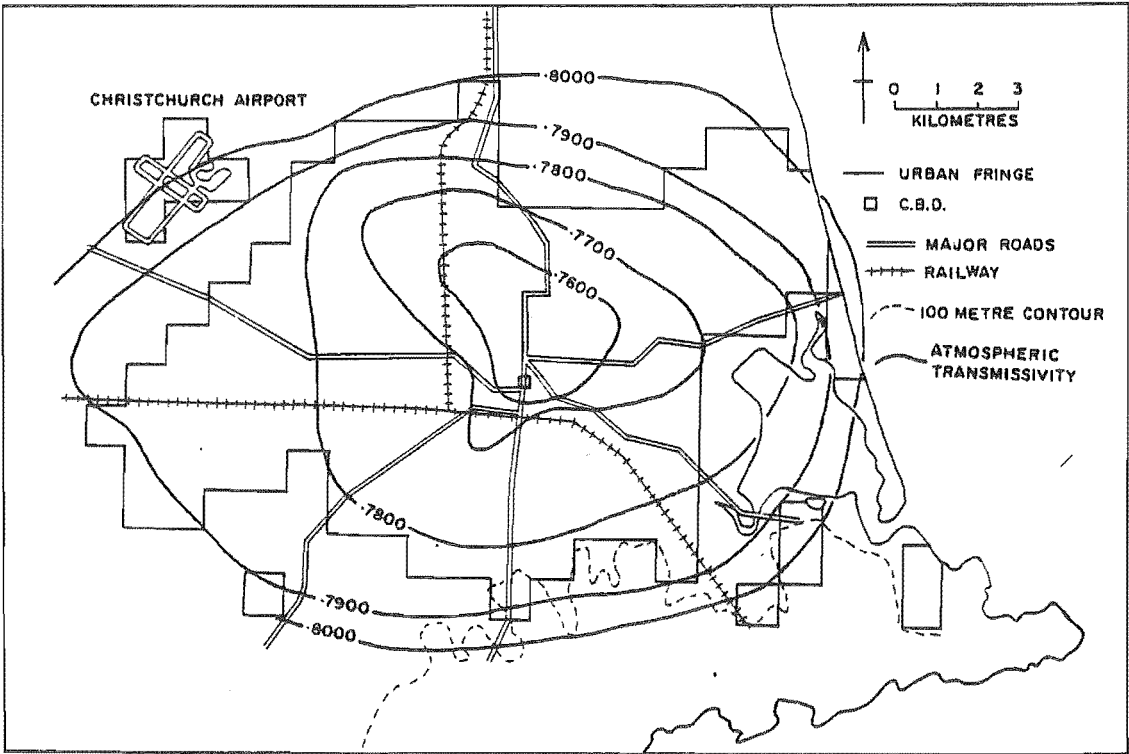 .8000
CHRISTCHURCH AIRPORT
0 1 2 3
KILOMETRES
.7900
.7800
URBAN FRINGE
C.B.D.
.7700
MAJOR ROADS
RAILWAY
.7600
100 METRE CONTOUR
ATMOSPHERIC
TRANSMISSIVITY
.7800
.7900
.8000